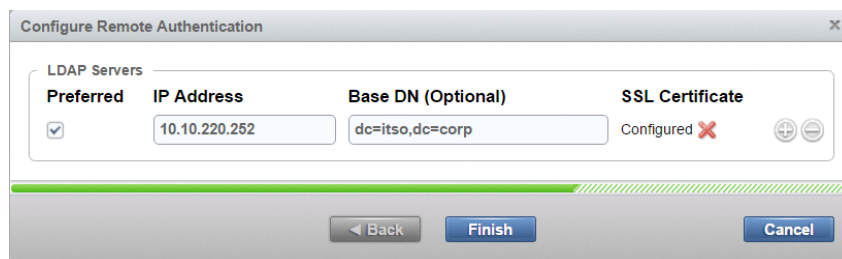 Configure Remote Authentication
LDAP Servers
Preferred IP Address Base DN (Optional) SSL Certificate
10.10.220.252 dc=itso,dc=corp Configured
Back Finish Cancel